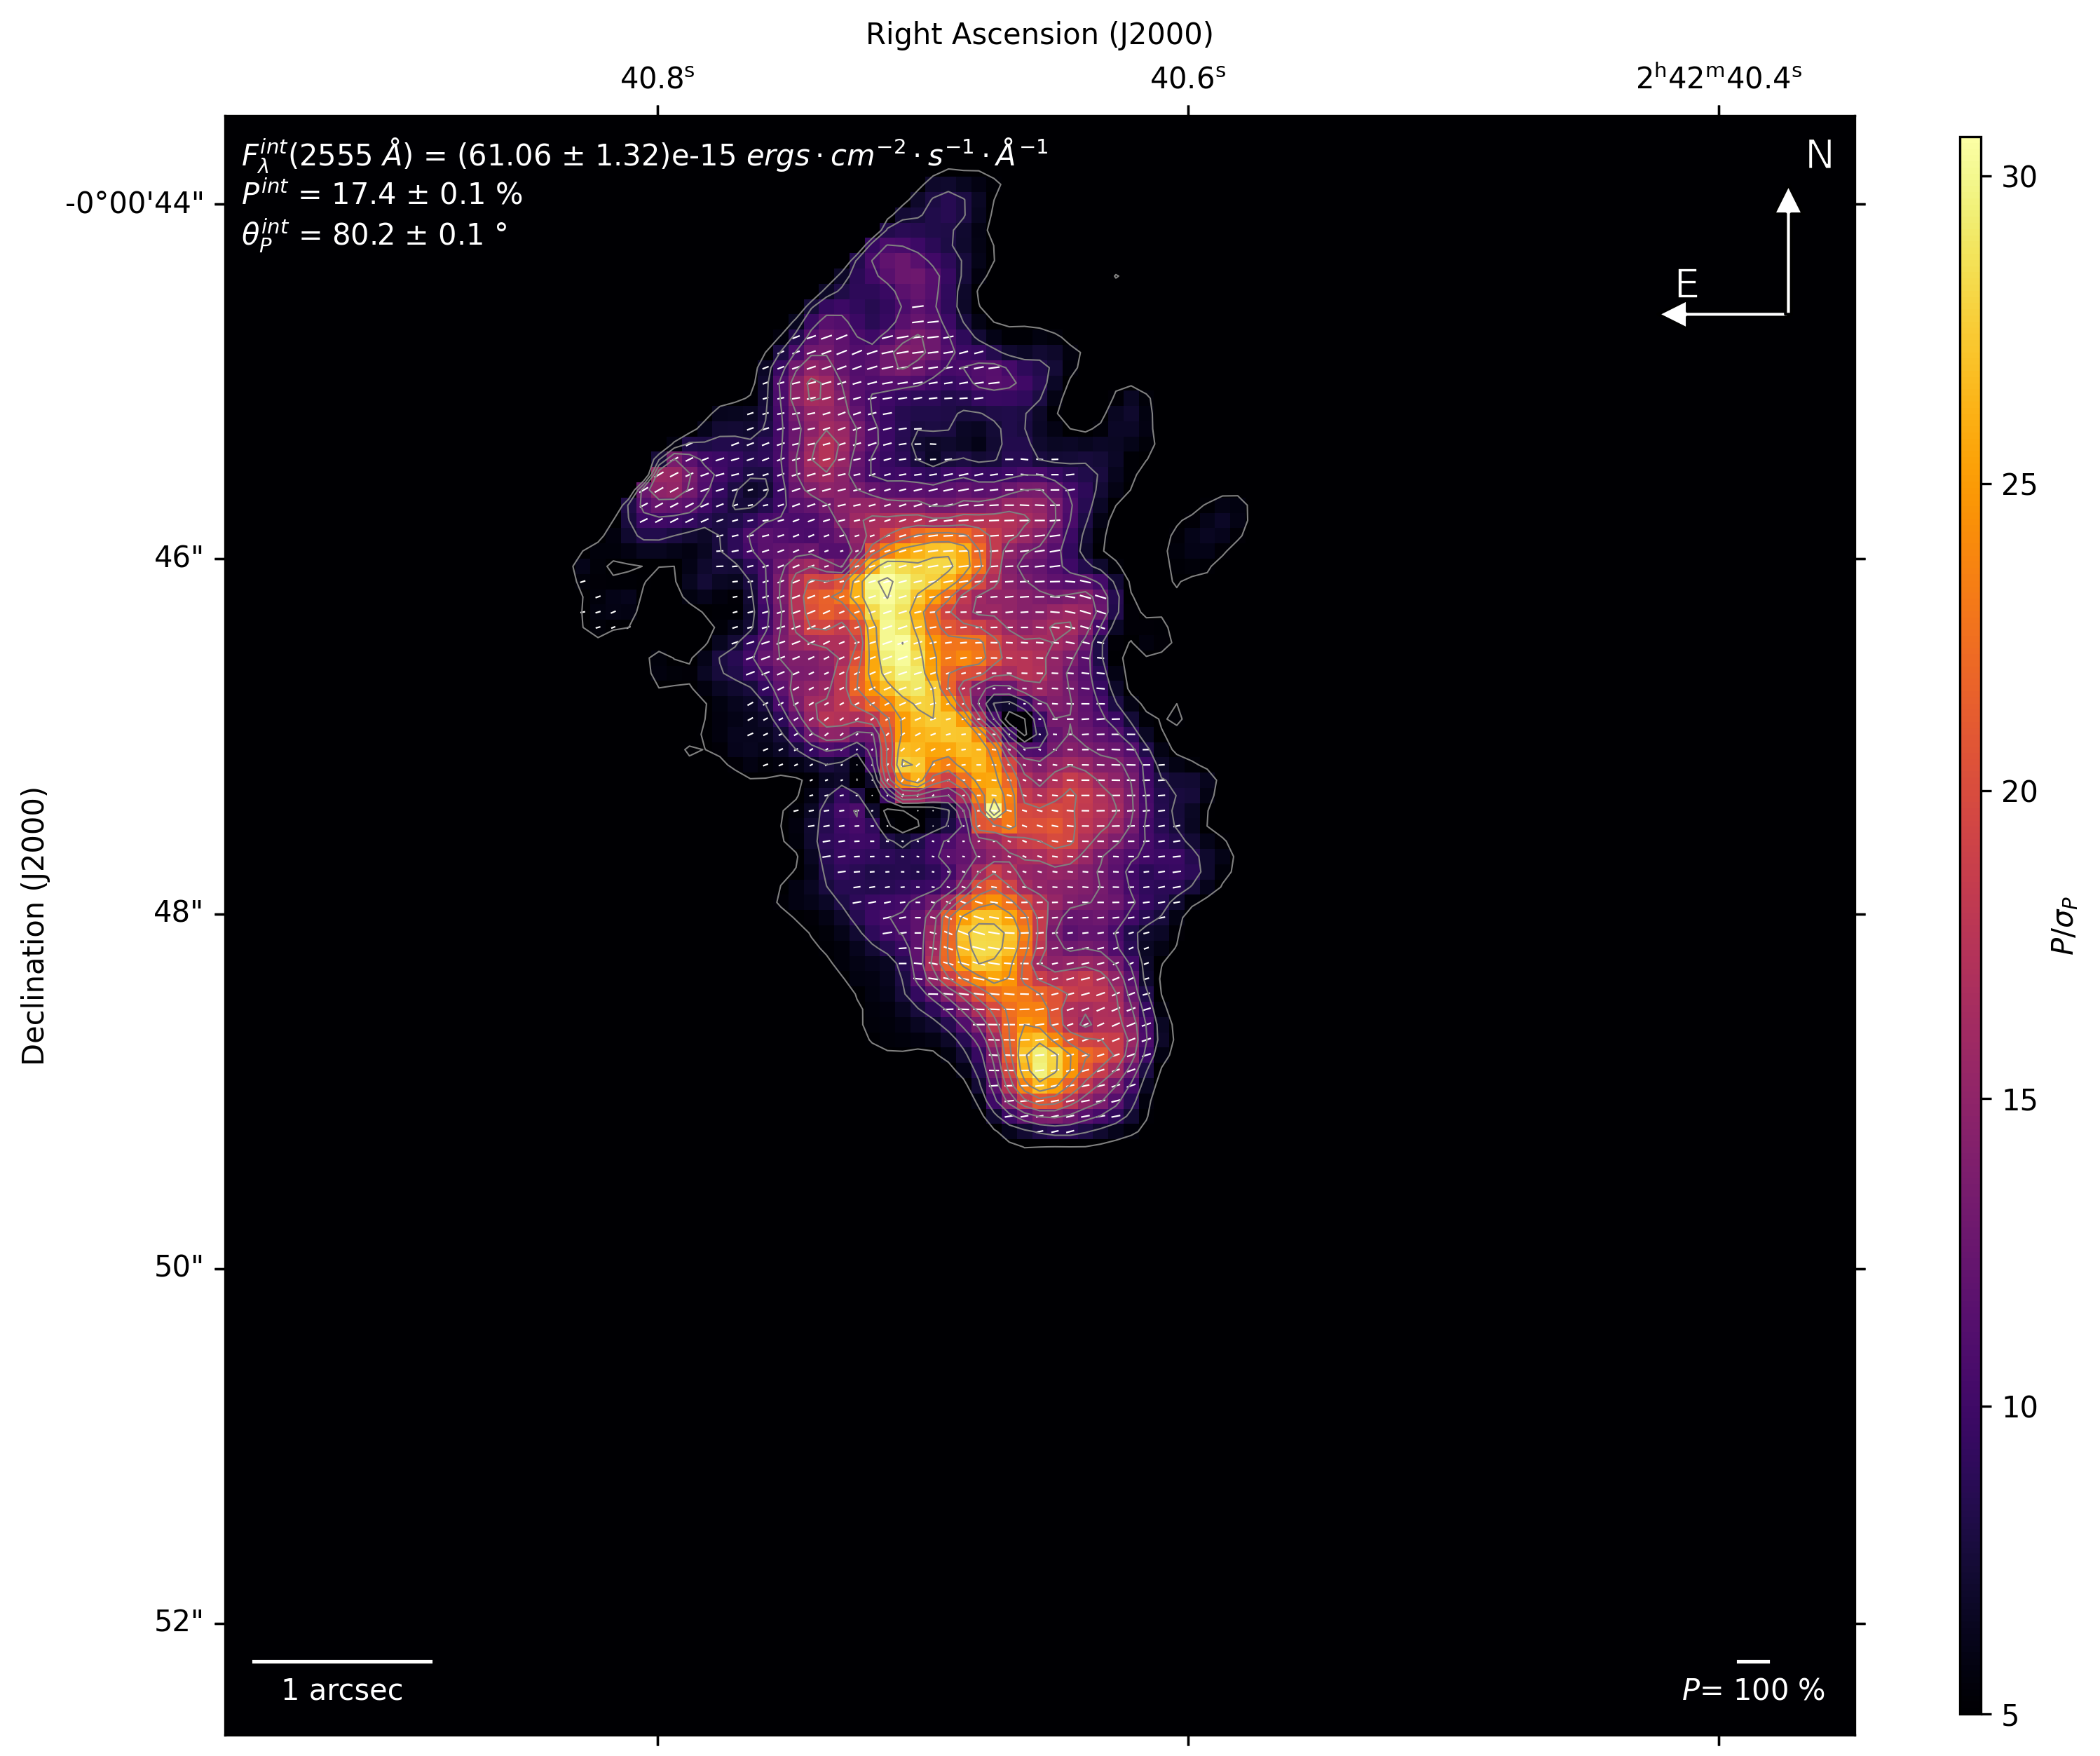 Right Ascension (J2000)
40.8ˢ 40.6ˢ 2ʰ42ᵐ40.4ˢ
F_λ^int(2555 Å) = (61.06 ± 1.32)e-15 ergs · cm⁻² · s⁻¹ · Å⁻¹
P^int = 17.4 ± 0.1 %
θ_P^int = 80.2 ± 0.1 °
N
E
-0°00'44"
46"
48"
50"
52"
Declination (J2000)
1 arcsec
P= 100 %
30
25
20
15
10
5
P/σ_P